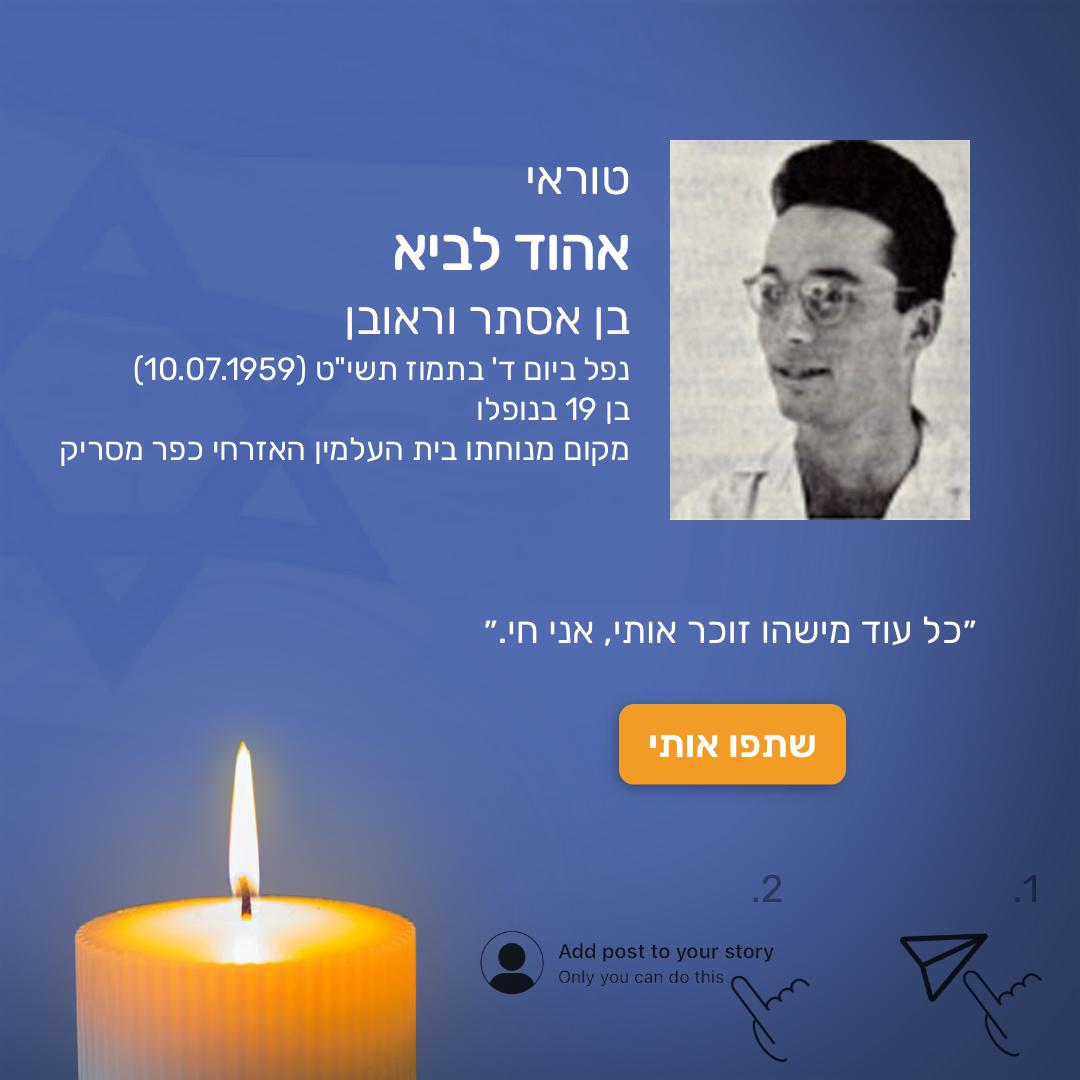 טוראי
אהוד לביא
בן אסתר וראובן
נפל ביום ד' בתמוז תשי"ט (10.07.1959)
בן 19 בנופלו
מקום מנוחתו בית העלמין האזרחי כפר מסריק
״כל עוד מישהו זוכר אותי, אני חי.״
שתפו אותי
1.
2.
Add post to your story
Only you can do this